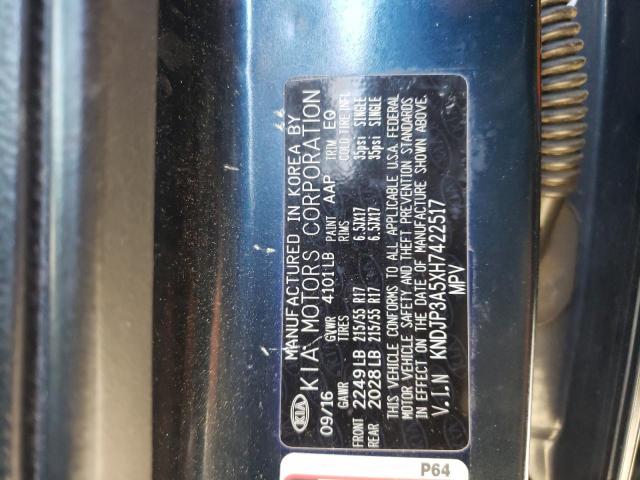 MANUFACTURED IN KOREA BY
KIA KIA MOTORS CORPORATION
09/16 GVWR 4101LB PAINT AAP TRIM EQ
GAWR TIRES RIMS COLD TIRE INFL
FRONT 2249LB 215/55 R17 6.5JX17 35psi SINGLE
REAR 2028LB 215/55 R17 6.5JX17 35psi SINGLE
THIS VEHICLE CONFORMS TO ALL APPLICABLE U.S.A. FEDERAL
MOTOR VEHICLE SAFETY AND THEFT PREVENTION STANDARDS
IN EFFECT ON THE DATE OF MANUFACTURE SHOWN ABOVE.
V.I.N KNDJP3A5XH7422517
MPV
P64